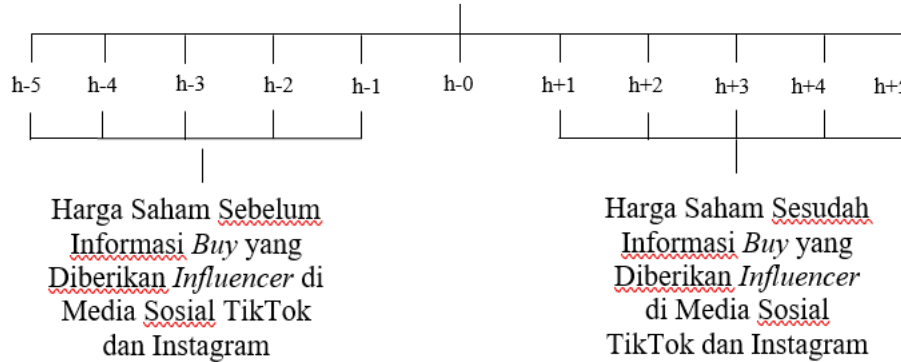 h-5 h-4 h-3 h-2 h-1 h-0 h+1 h+2 h+3 h+4 h+5
Harga Saham Sebelum
Informasi Buy yang
Diberikan Influencer di
Media Sosial TikTok
dan Instagram
Harga Saham Sesudah
Informasi Buy yang
Diberikan Influencer
di Media Sosial
TikTok dan Instagram